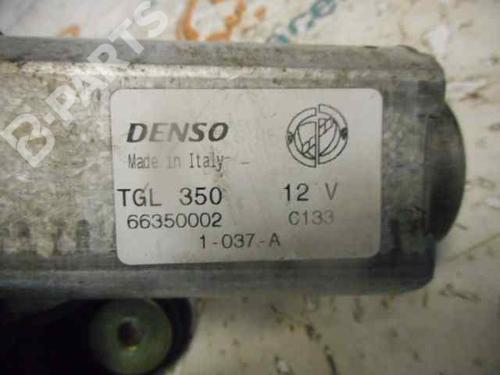 B-PARTS
DENSO
Made in Italy
TGL 350 12 V
66350002 C133
1-037-A